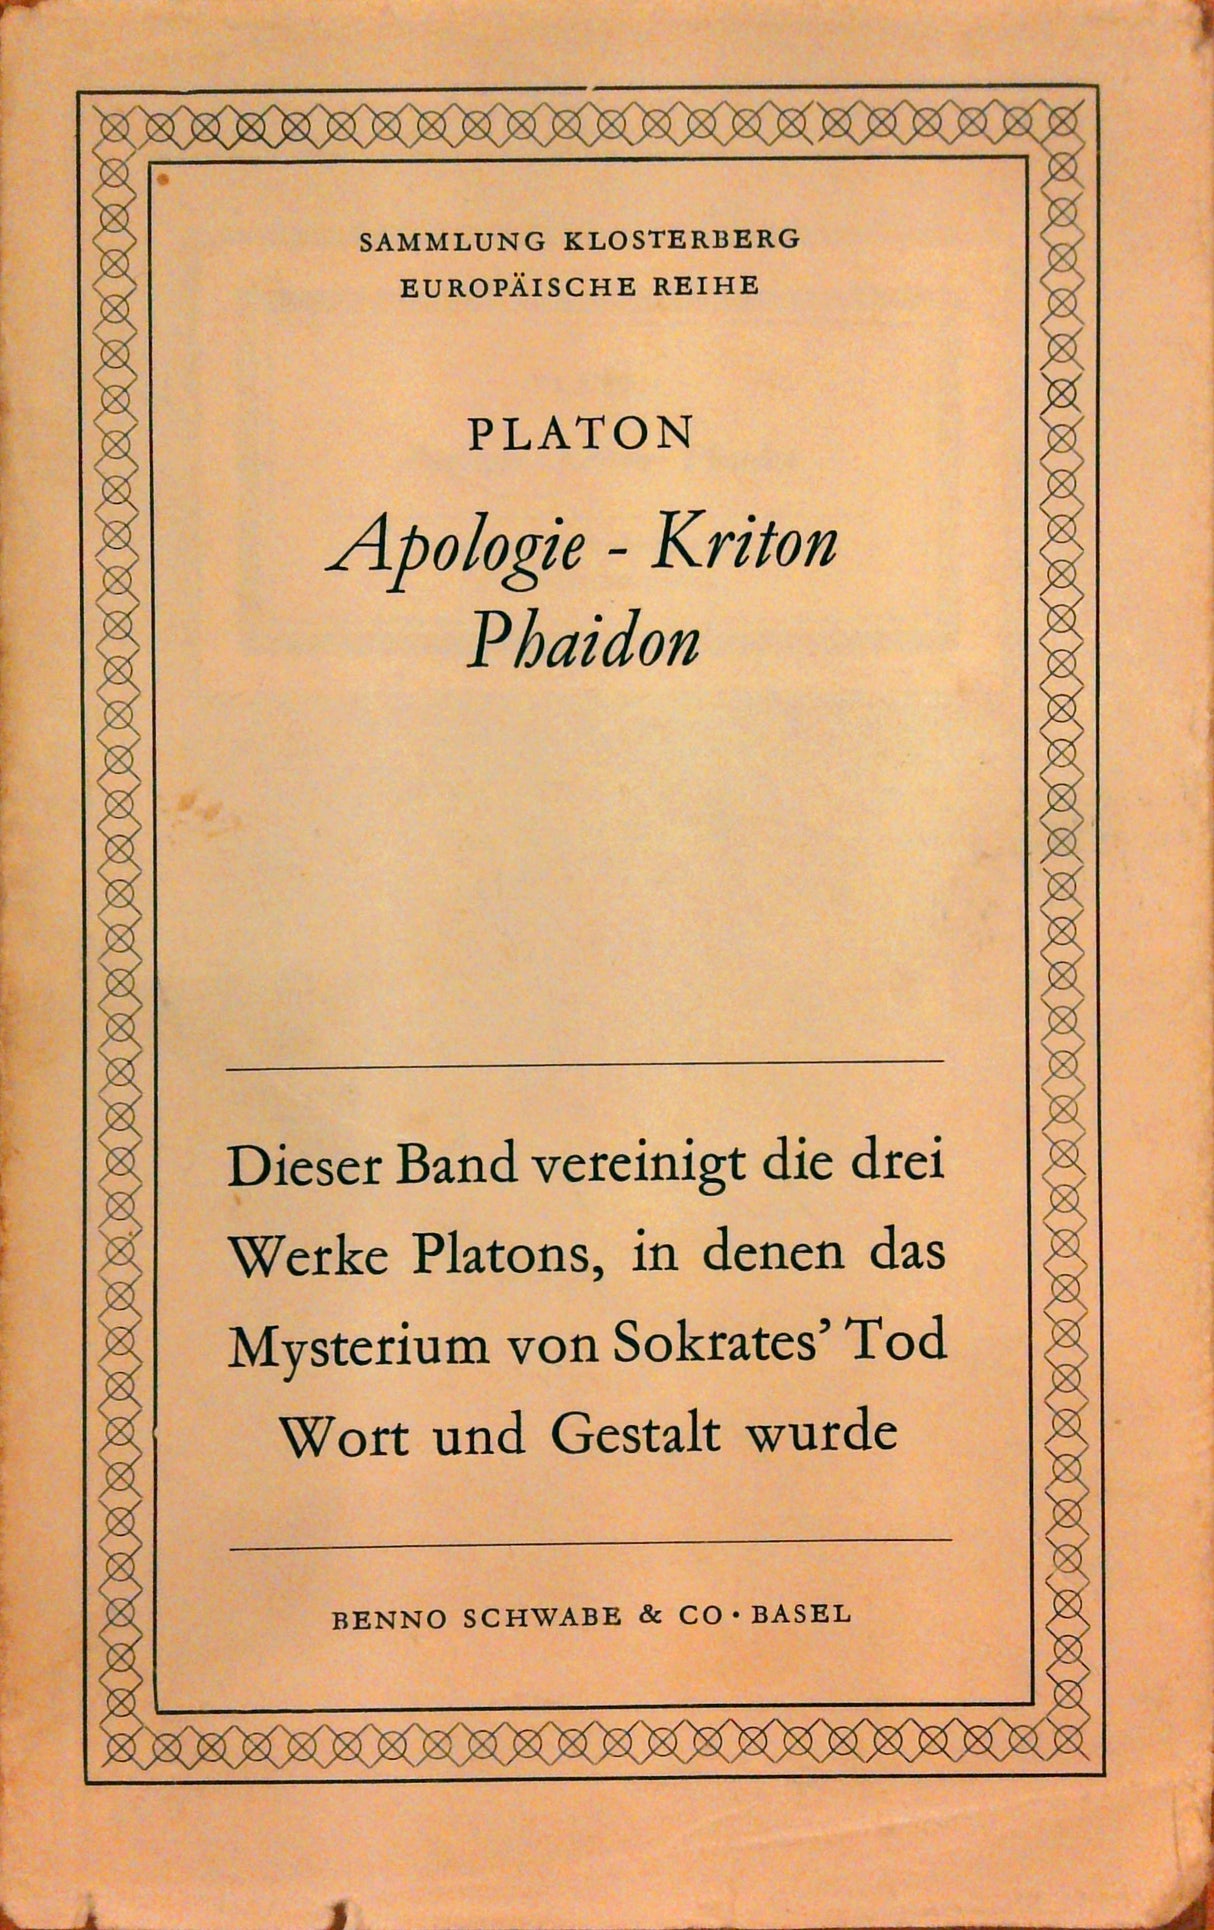 SAMMLUNG KLOSTERBERG
EUROPÄISCHE REIHE
PLATON
Apologie - Kriton
Phaidon
Dieser Band vereinigt die drei
Werke Platons, in denen das
Mysterium von Sokrates’ Tod
Wort und Gestalt wurde
BENNO SCHWABE & CO · BASEL